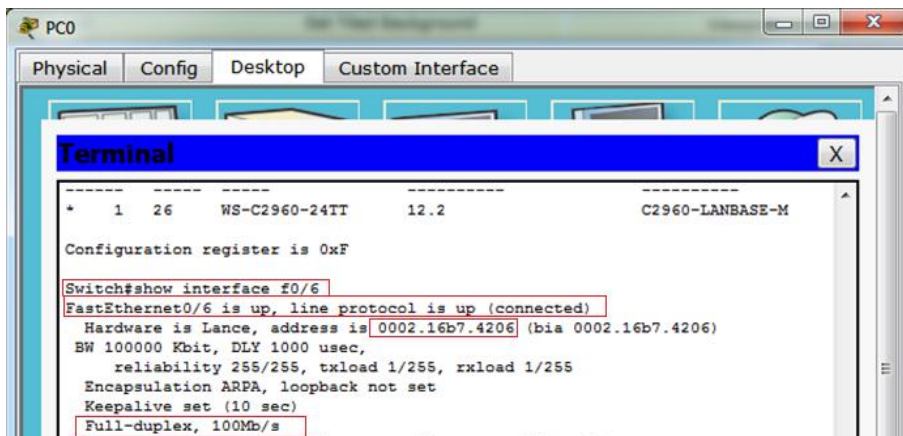 PC0
Physical Config Desktop Custom Interface
Terminal
X
------ ----- ----- ---------- ----------
* 1 26 WS-C2960-24TT 12.2 C2960-LANBASE-M
Configuration register is 0xF
Switch#show interface f0/6
FastEthernet0/6 is up, line protocol is up (connected)
Hardware is Lance, address is 0002.16b7.4206 (bia 0002.16b7.4206)
BW 100000 Kbit, DLY 1000 usec,
reliability 255/255, txload 1/255, rxload 1/255
Encapsulation ARPA, loopback not set
Keepalive set (10 sec)
Full-duplex, 100Mb/s